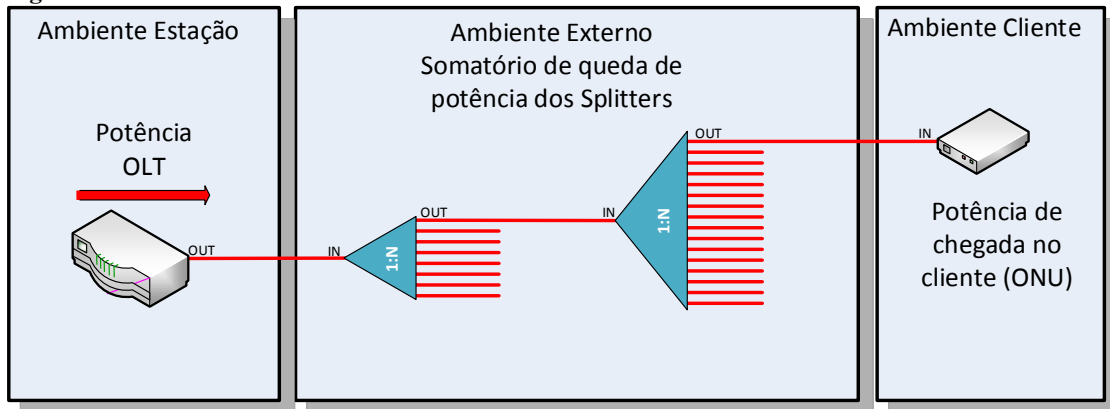 Ambiente Estação
Potência
OLT
OUT
Ambiente Externo
Somatório de queda de
potência dos Splitters
IN
1:N
OUT
IN
1:N
OUT
Ambiente Cliente
IN
Potência de
chegada no
cliente (ONU)